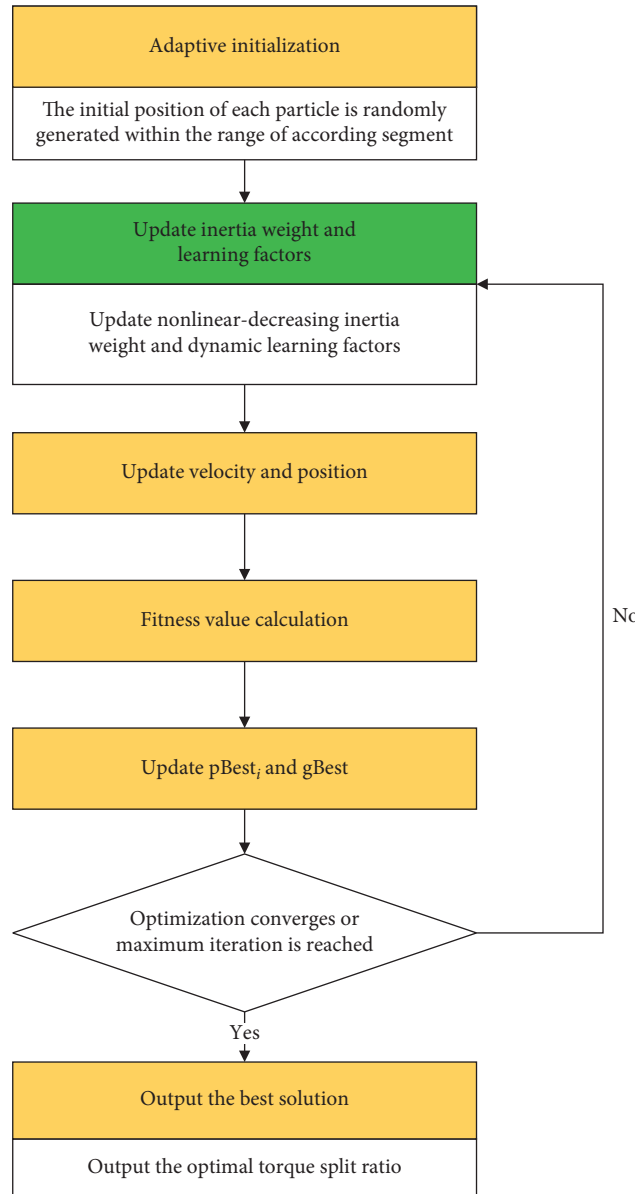 Adaptive initialization
The initial position of each particle is randomly
generated within the range of according segment
Update inertia weight and
learning factors
Update nonlinear-decreasing inertia
weight and dynamic learning factors
Update velocity and position
Fitness value calculation
No
Update pBestᵢ and gBest
Optimization converges or
maximum iteration is reached
Yes
Output the best solution
Output the optimal torque split ratio